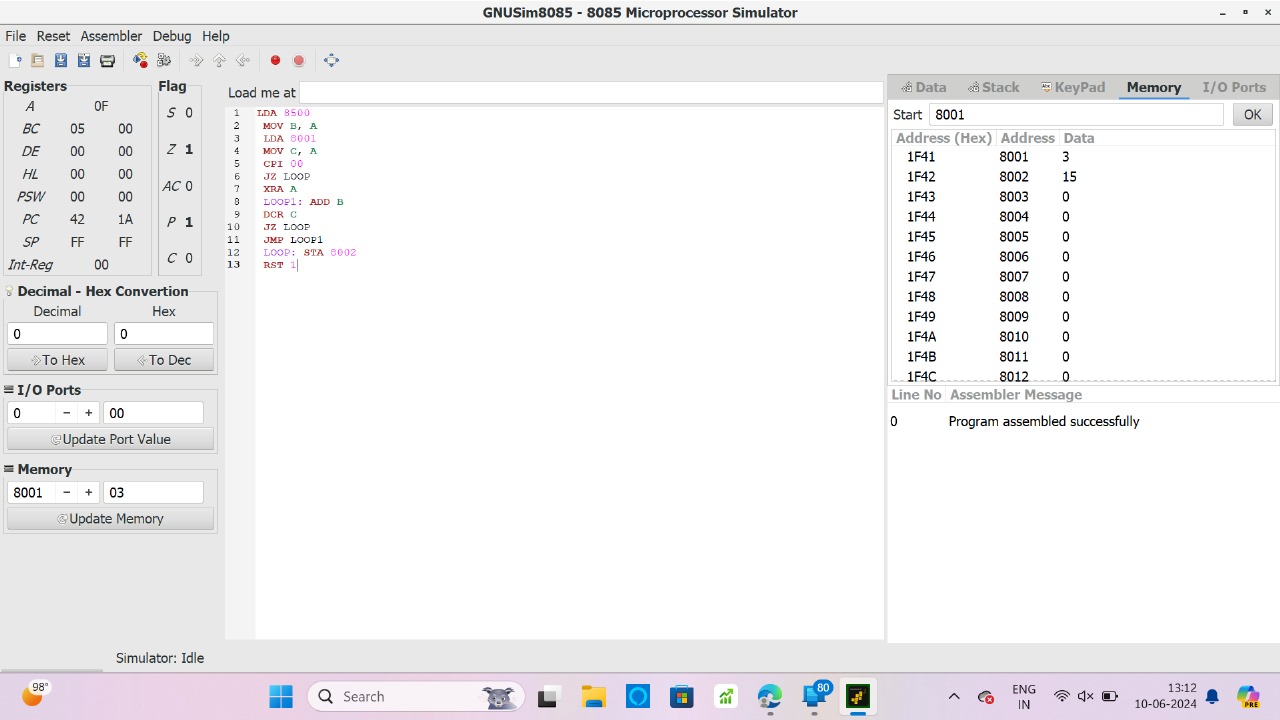 GNUSim8085 - 8085 Microprocessor Simulator
File Reset Assembler Debug Help
Registers
A 0F
BC 05 00
DE 00 00
HL 00 00
PSW 00 00
PC 42 1A
SP FF FF
Int-Reg 00
Flag
S 0
Z 1
AC 0
P 1
C 0
Decimal - Hex Convertion
Decimal Hex
0 0
To Hex To Dec
I/O Ports
0 - + 00
Update Port Value
Memory
8001 - + 03
Update Memory
Load me at
1 LDA 8500
2 MOV B, A
3 LDA 8001
4 MOV C, A
5 CPI 00
6 JZ LOOP
7 XRA A
8 LOOP1: ADD B
9 DCR C
10 JZ LOOP
11 JMP LOOP1
12 LOOP: STA 8002
13 RST 1
Data Stack KeyPad Memory I/O Ports
Start 8001 OK
Address (Hex) Address Data
1F41 8001 3
1F42 8002 15
1F43 8003 0
1F44 8004 0
1F45 8005 0
1F46 8006 0
1F47 8007 0
1F48 8008 0
1F49 8009 0
1F4A 8010 0
1F4B 8011 0
1F4C 8012 0
Line No Assembler Message
0 Program assembled successfully
Simulator: Idle
98°
Search
80
ENG
IN
13:12
10-06-2024
PRE